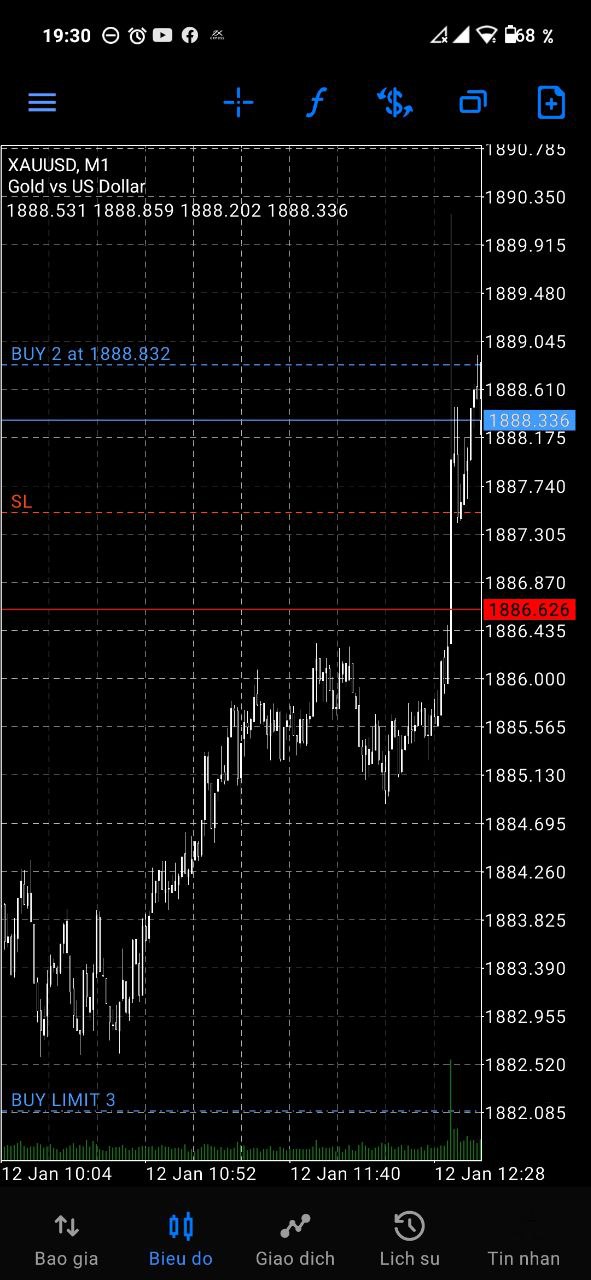 19:30 68 %
XAUUSD, M1
Gold vs US Dollar
1888.531 1888.859 1888.202 1888.336
1890.785
1890.350
1889.915
1889.480
1889.045
BUY 2 at 1888.832
1888.610
1888.336
1888.175
1887.740
SL
1887.305
1886.870
1886.626
1886.435
1886.000
1885.565
1885.130
1884.695
1884.260
1883.825
1883.390
1882.955
1882.520
BUY LIMIT 3
1882.085
12 Jan 10:04 12 Jan 10:52 12 Jan 11:40 12 Jan 12:28
Bao gia Bieu do Giao dich Lich su Tin nhan